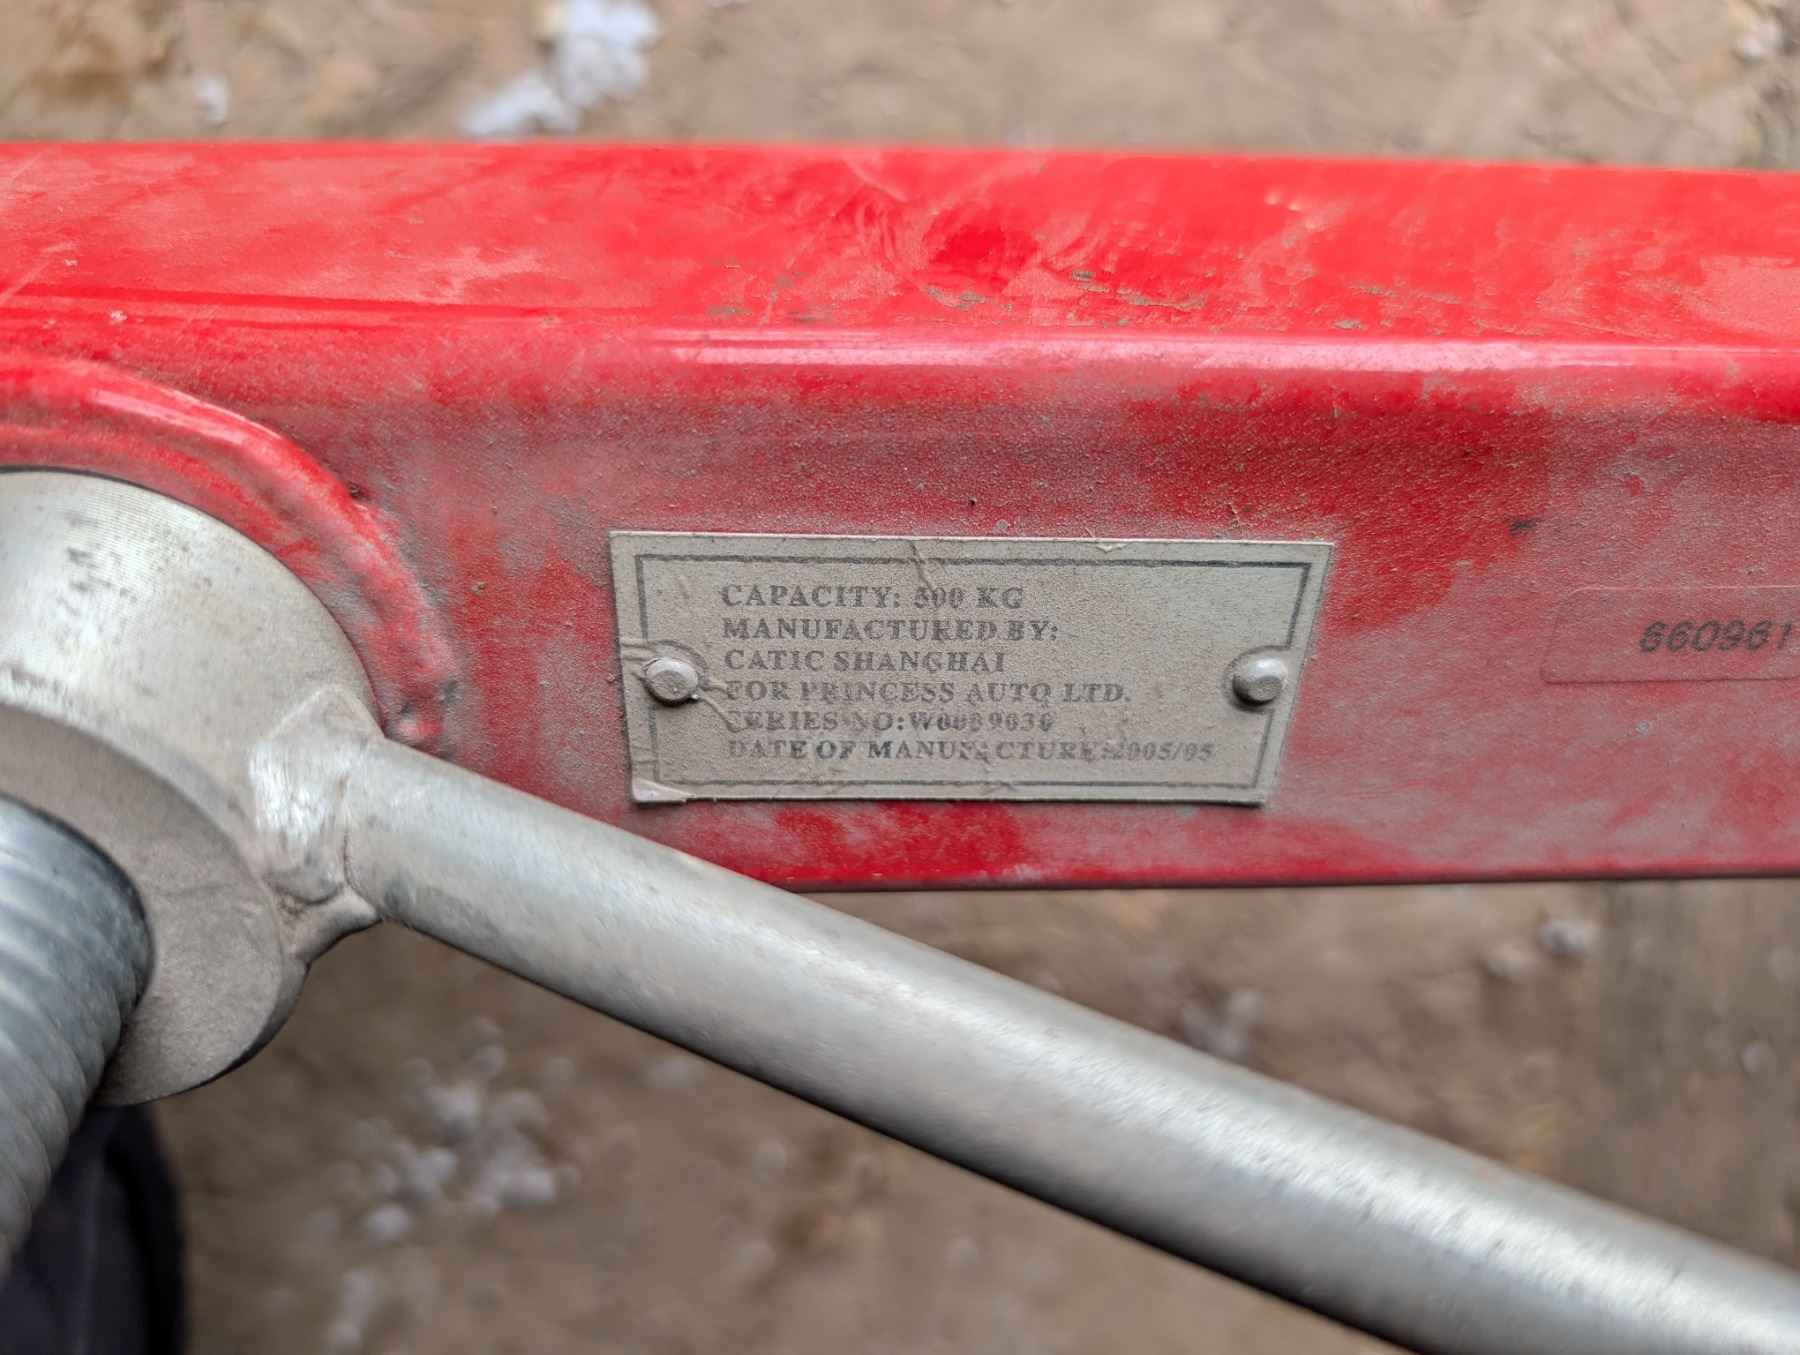 CAPACITY: 500 KG
MANUFACTURED BY:
CATIC SHANGHAI
FOR PRINCESS AUTO LTD.
SERIES NO:
DATE OF MANUFACTURE:2005/05
660961